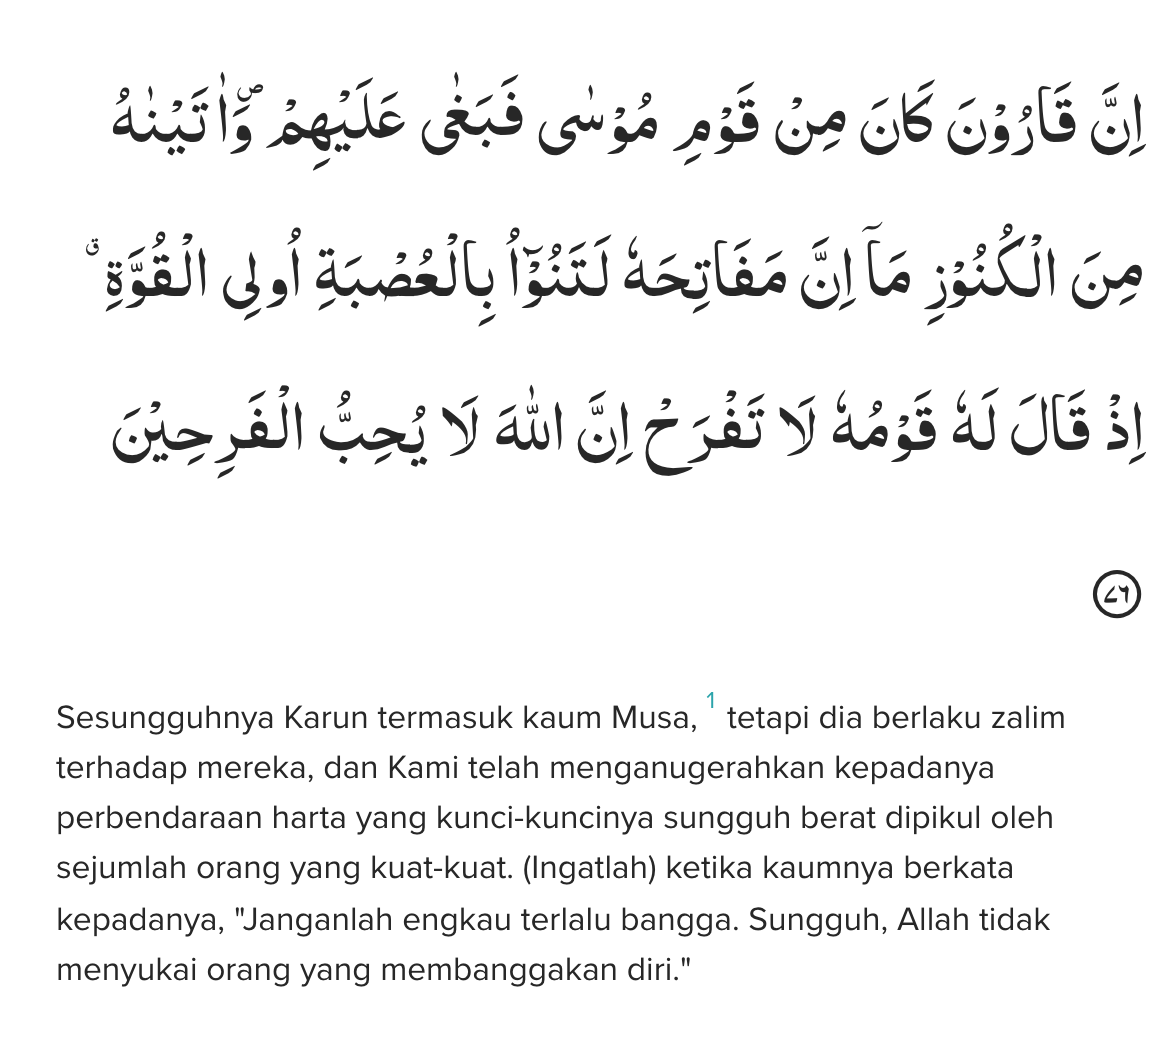 اِنَّ قَارُوْنَ كَانَ مِنْ قَوْمِ مُوْسٰى فَبَغٰى عَلَيْهِمْ ۖوَاٰتَيْنٰهُ
مِنَ الْكُنُوْزِ مَآ اِنَّ مَفَاتِحَهٗ لَتَنُوْۤاُ بِالْعُصْبَةِ اُولِى الْقُوَّةِ ۙ
اِذْ قَالَ لَهٗ قَوْمُهٗ لَا تَفْرَحْ اِنَّ اللّٰهَ لَا يُحِبُّ الْفَرِحِيْنَ
٧٦
Sesungguhnya Karun termasuk kaum Musa, 1 tetapi dia berlaku zalim
terhadap mereka, dan Kami telah menganugerahkan kepadanya
perbendaraan harta yang kunci-kuncinya sungguh berat dipikul oleh
sejumlah orang yang kuat-kuat. (Ingatlah) ketika kaumnya berkata
kepadanya, "Janganlah engkau terlalu bangga. Sungguh, Allah tidak
menyukai orang yang membanggakan diri."